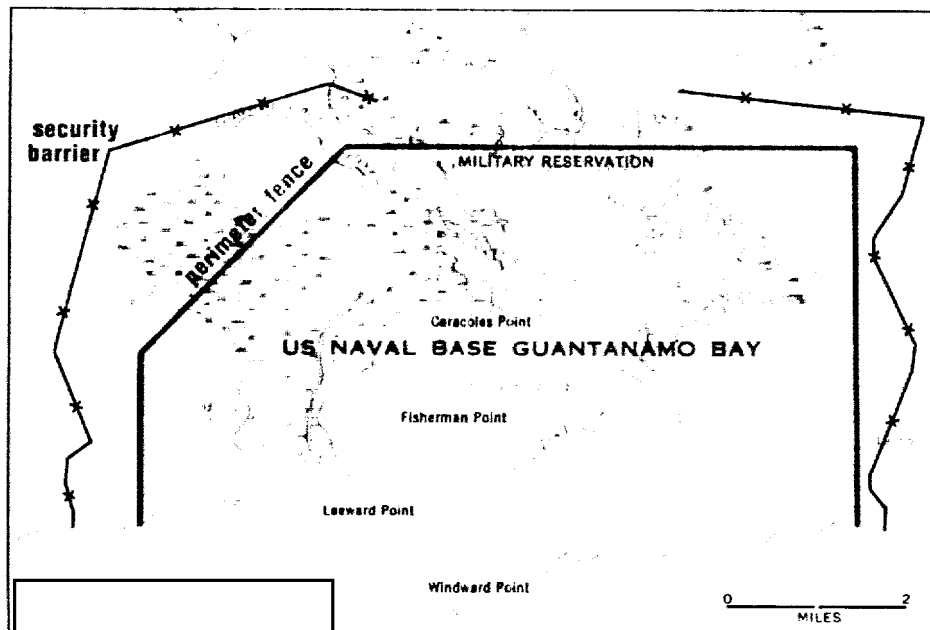 security
barrier
MILITARY RESERVATION
perimeter fence
Caracoles Point
US NAVAL BASE GUANTANAMO BAY
Fisherman Point
Leeward Point
Windward Point
0 2
MILES